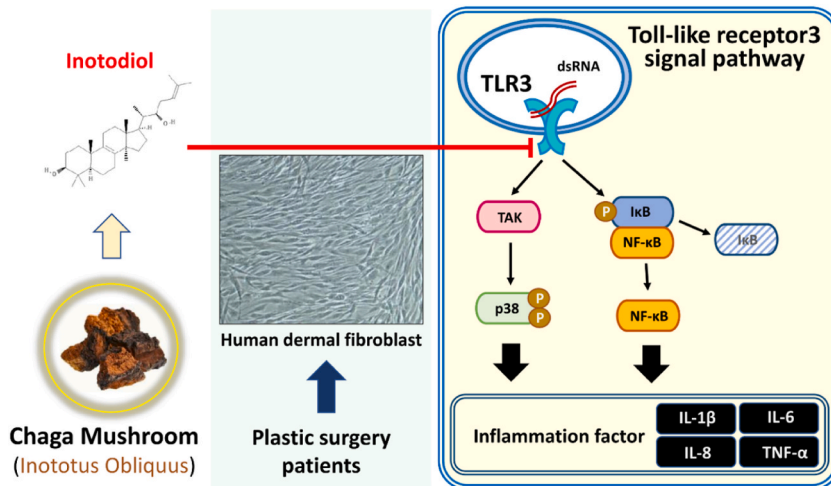 Inotodiol
O-H
HO
Chaga Mushroom
(Inototus Obliquus)
Human dermal fibroblast
Plastic surgery
patients
Toll-like receptor3
signal pathway
TLR3
dsRNA
TAK
P
IκB
NF-κB
IκB
p38
P
P
NF-κB
Inflammation factor
IL-1β
IL-6
IL-8
TNF-α